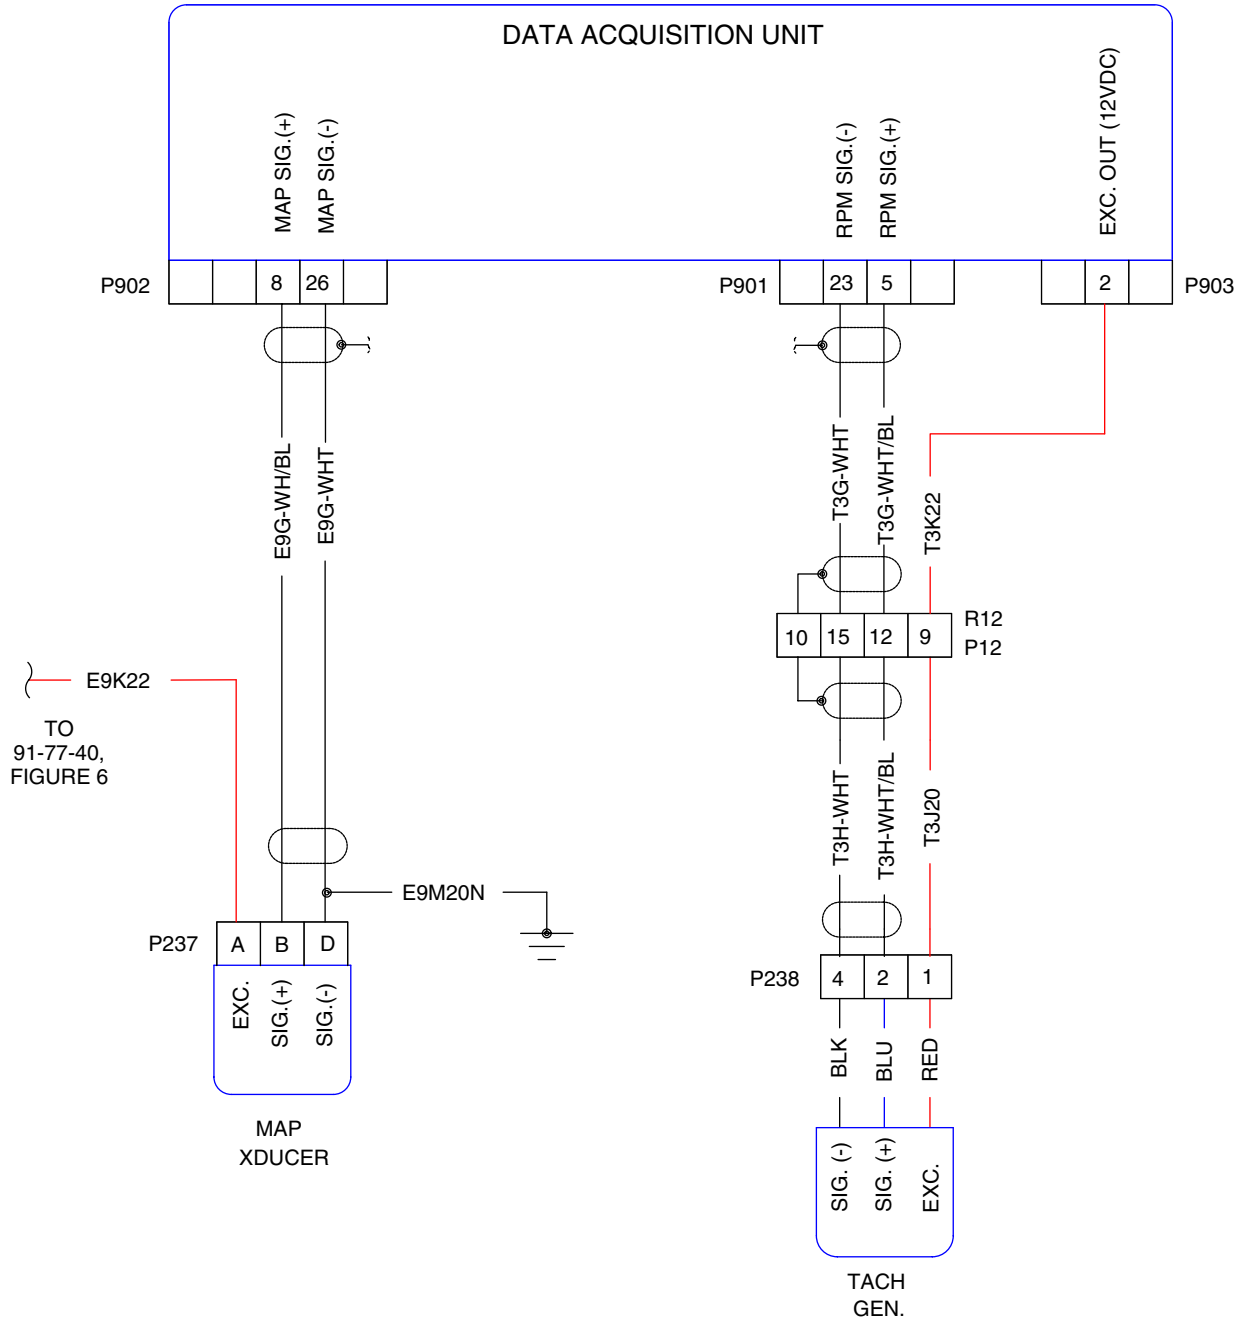 DATA ACQUISITION UNIT
MAP SIG.(+)
MAP SIG.(-)
RPM SIG.(-)
RPM SIG.(+)
EXC. OUT (12VDC)
P902
8
26
P901
23
5
2
P903
E9G-WH/BL
E9G-WHT
T3G-WHT
T3G-WHT/BL
T3K22
R12
10
15
12
9
P12
E9K22
TO
91-77-40,
FIGURE 6
T3H-WHT
T3H-WHT/BL
T3J20
E9M20N
P237
A
B
D
EXC.
SIG.(+)
SIG.(-)
P238
4
2
1
BLK
BLU
RED
MAP
XDUCER
SIG. (-)
SIG. (+)
EXC.
TACH
GEN.